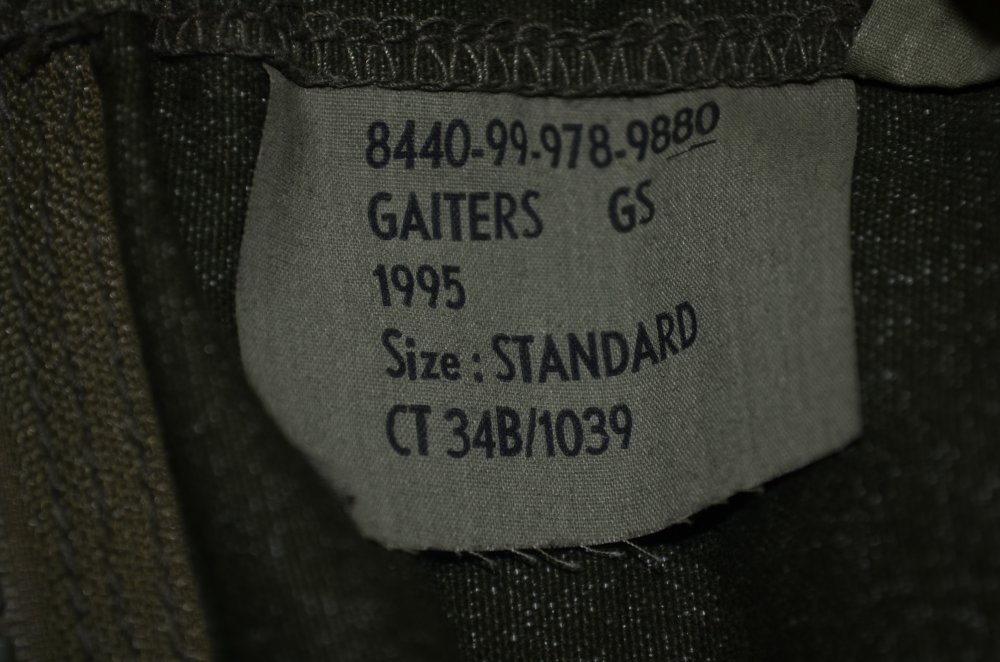 8440-99-978-9880
GAITERS GS
1995
Size : STANDARD
CT 34B/1039